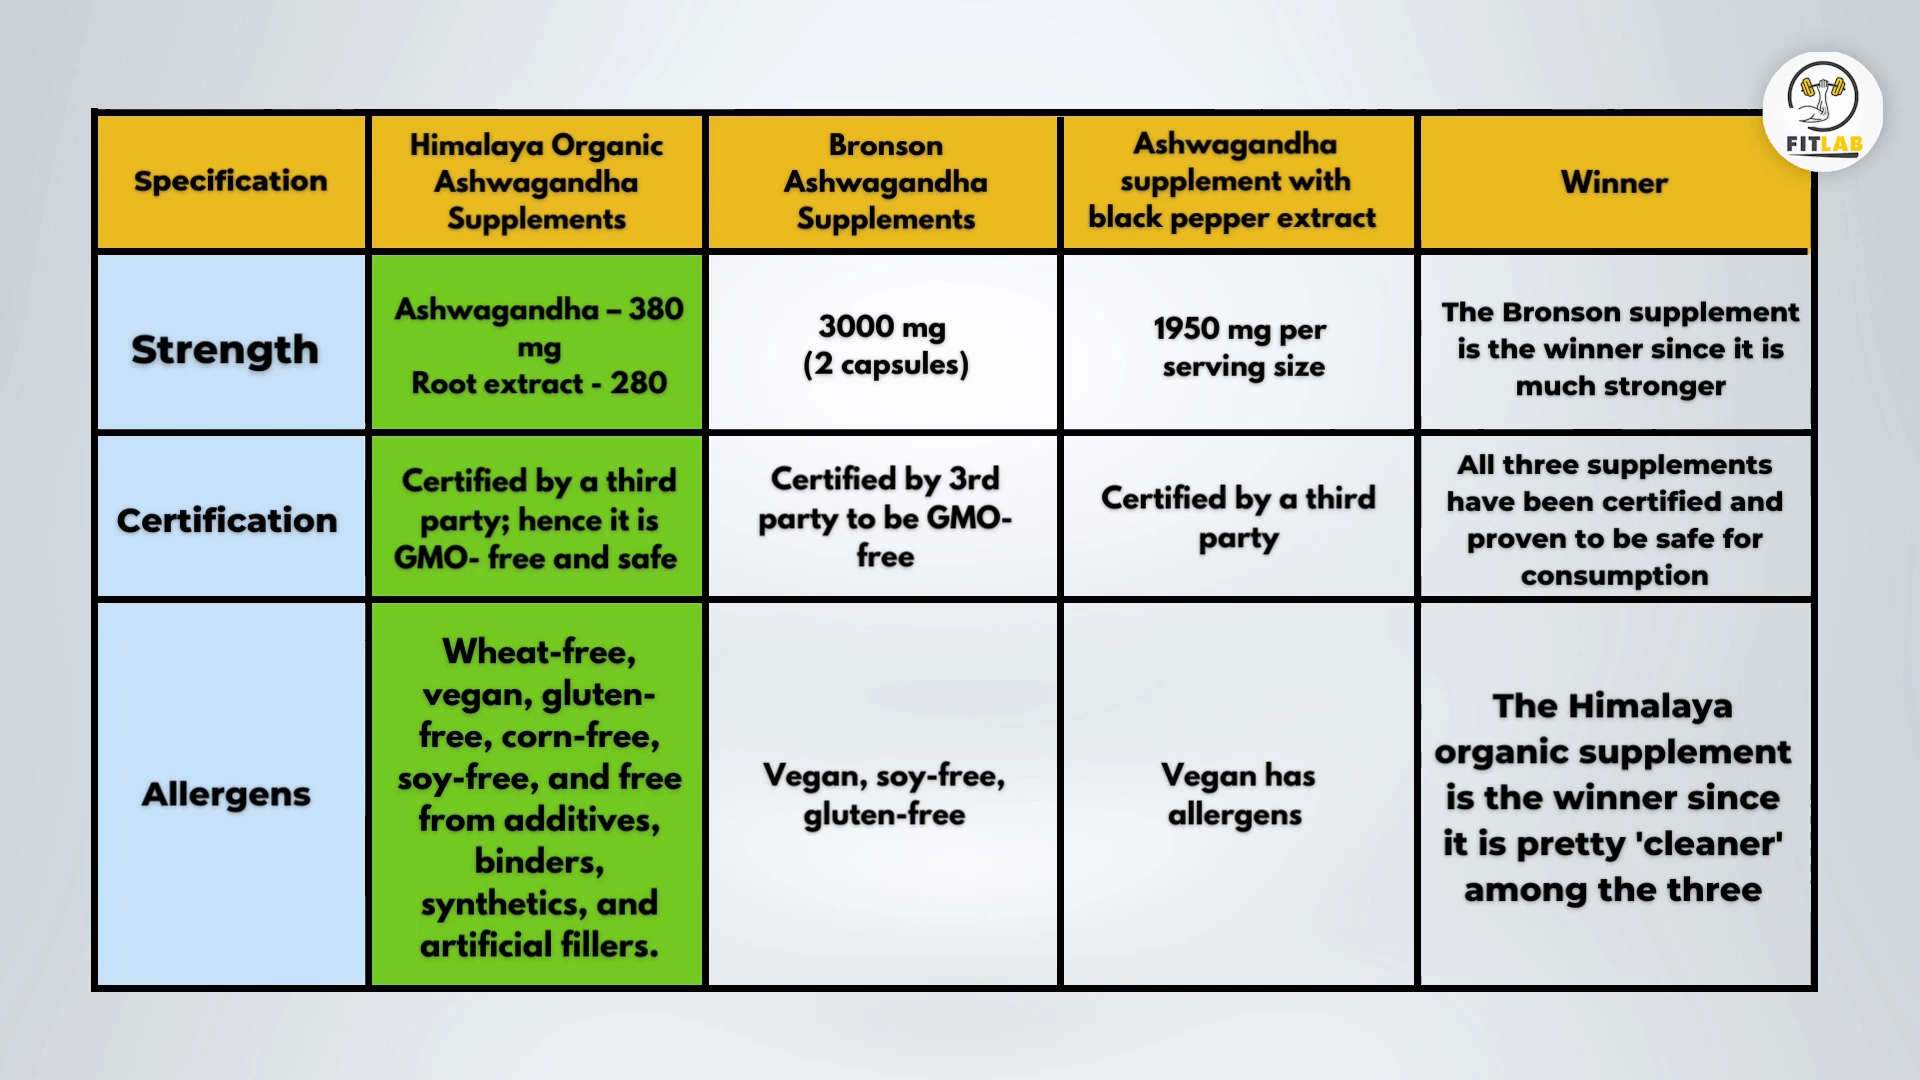 FITLAB
Specification
Himalaya Organic
Ashwagandha
Supplements
Bronson
Ashwagandha
Supplements
Ashwagandha
supplement with
black pepper extract
Winner
Strength
Ashwagandha – 380
mg
Root extract - 280
3000 mg
(2 capsules)
1950 mg per
serving size
The Bronson supplement
is the winner since it is
much stronger
Certification
Certified by a third
party; hence it is
GMO- free and safe
Certified by 3rd
party to be GMO-
free
Certified by a third
party
All three supplements
have been certified and
proven to be safe for
consumption
Allergens
Wheat-free,
vegan, gluten-
free, corn-free,
soy-free, and free
from additives,
binders,
synthetics, and
artificial fillers.
Vegan, soy-free,
gluten-free
Vegan has
allergens
The Himalaya
organic supplement
is the winner since
it is pretty 'cleaner'
among the three